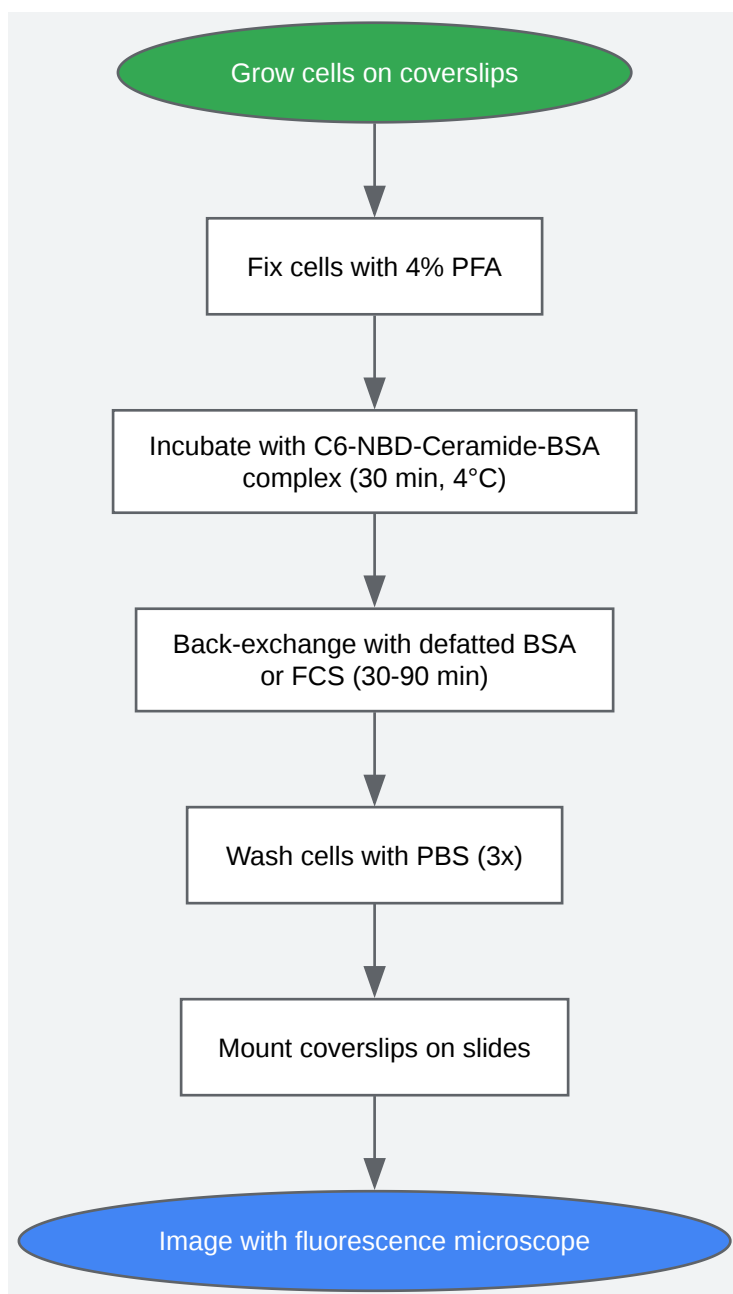 Grow cells on coverslips
Fix cells with 4% PFA
Incubate with C6-NBD-Ceramide-BSA
complex (30 min, 4°C)
Back-exchange with defatted BSA
or FCS (30-90 min)
Wash cells with PBS (3x)
Mount coverslips on slides
Image with fluorescence microscope